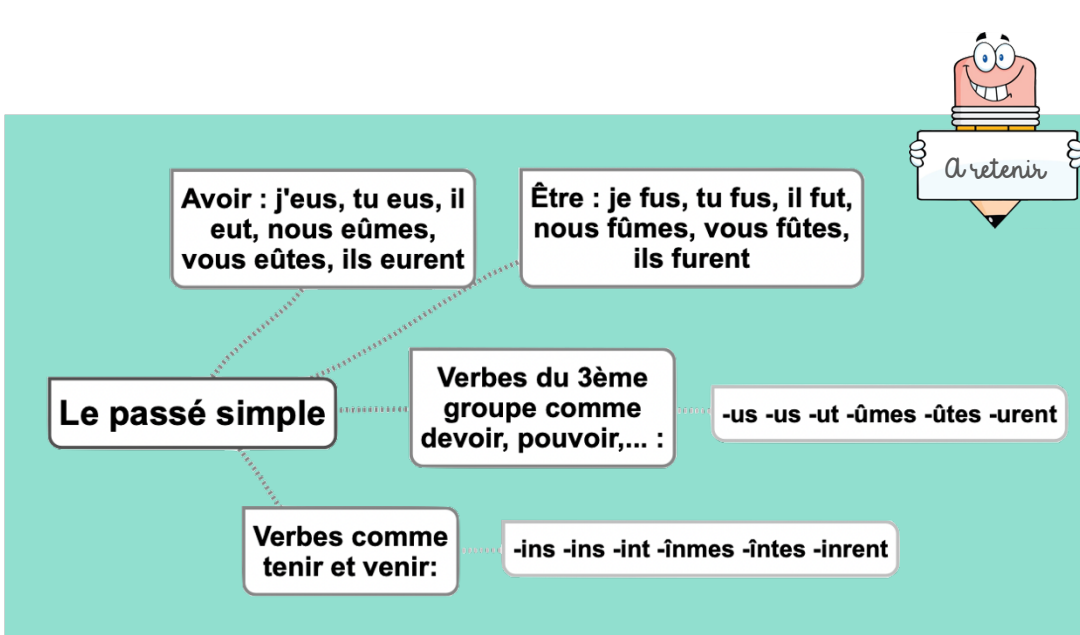 A retenir
Avoir : j'eus, tu eus, il
eut, nous eûmes,
vous eûtes, ils eurent
Être : je fus, tu fus, il fut,
nous fûmes, vous fûtes,
ils furent
Le passé simple
Verbes du 3ème
groupe comme
devoir, pouvoir,... :
-us -us -ut -ûmes -ûtes -urent
Verbes comme
tenir et venir:
-ins -ins -int -înmes -întes -inrent